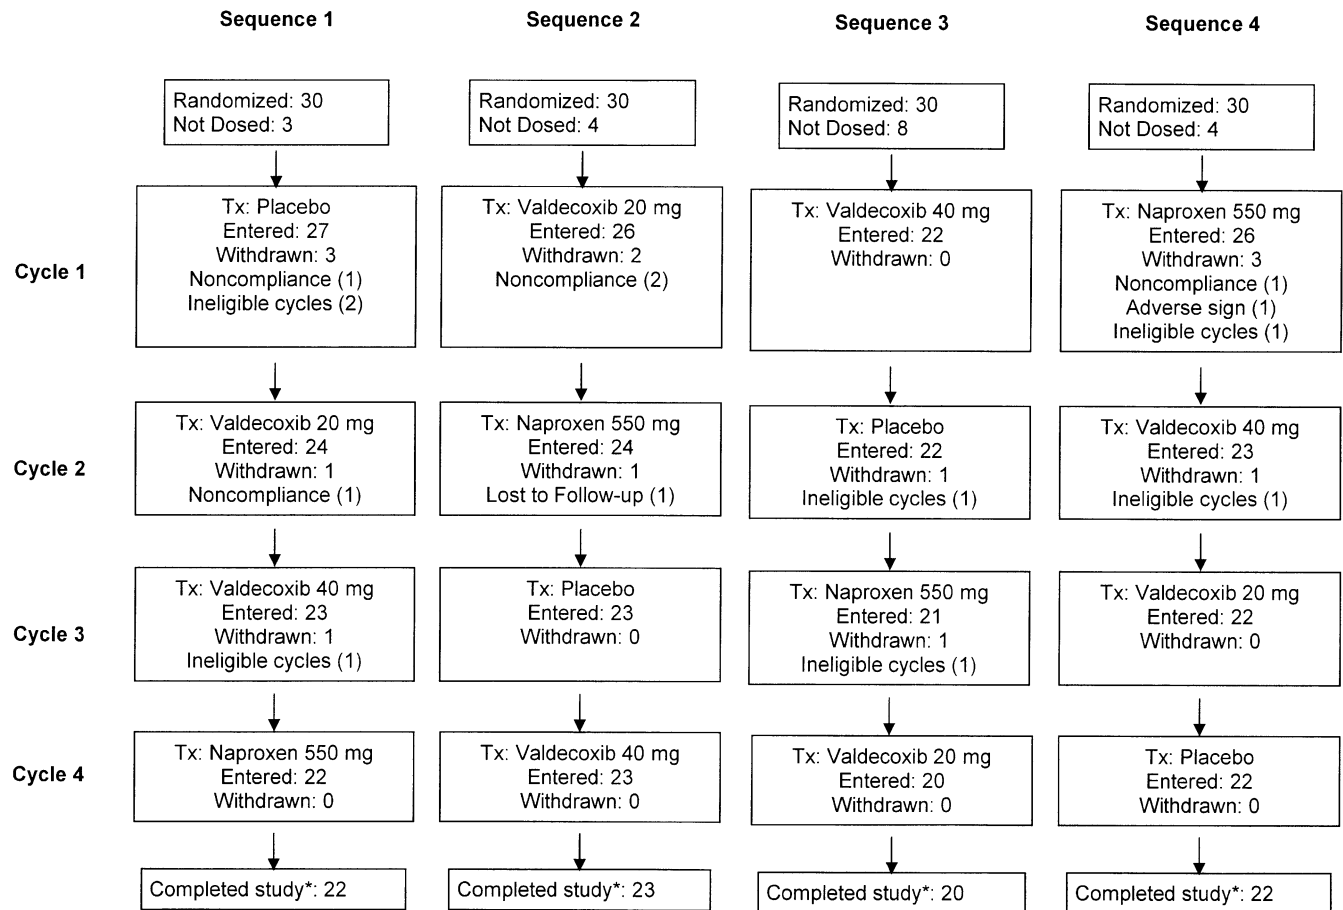 Sequence 1
Sequence 2
Sequence 3
Sequence 4
Randomized: 30
Not Dosed: 3
Randomized: 30
Not Dosed: 4
Randomized: 30
Not Dosed: 8
Randomized: 30
Not Dosed: 4
Cycle 1
Tx: Placebo
Entered: 27
Withdrawn: 3
Noncompliance (1)
Ineligible cycles (2)
Tx: Valdecoxib 20 mg
Entered: 26
Withdrawn: 2
Noncompliance (2)
Tx: Valdecoxib 40 mg
Entered: 22
Withdrawn: 0
Tx: Naproxen 550 mg
Entered: 26
Withdrawn: 3
Noncompliance (1)
Adverse sign (1)
Ineligible cycles (1)
Cycle 2
Tx: Valdecoxib 20 mg
Entered: 24
Withdrawn: 1
Noncompliance (1)
Tx: Naproxen 550 mg
Entered: 24
Withdrawn: 1
Lost to Follow-up (1)
Tx: Placebo
Entered: 22
Withdrawn: 1
Ineligible cycles (1)
Tx: Valdecoxib 40 mg
Entered: 23
Withdrawn: 1
Ineligible cycles (1)
Cycle 3
Tx: Valdecoxib 40 mg
Entered: 23
Withdrawn: 1
Ineligible cycles (1)
Tx: Placebo
Entered: 23
Withdrawn: 0
Tx: Naproxen 550 mg
Entered: 21
Withdrawn: 1
Ineligible cycles (1)
Tx: Valdecoxib 20 mg
Entered: 22
Withdrawn: 0
Cycle 4
Tx: Naproxen 550 mg
Entered: 22
Withdrawn: 0
Tx: Valdecoxib 40 mg
Entered: 23
Withdrawn: 0
Tx: Valdecoxib 20 mg
Entered: 20
Withdrawn: 0
Tx: Placebo
Entered: 22
Withdrawn: 0
Completed study*: 22
Completed study*: 23
Completed study*: 20
Completed study*: 22